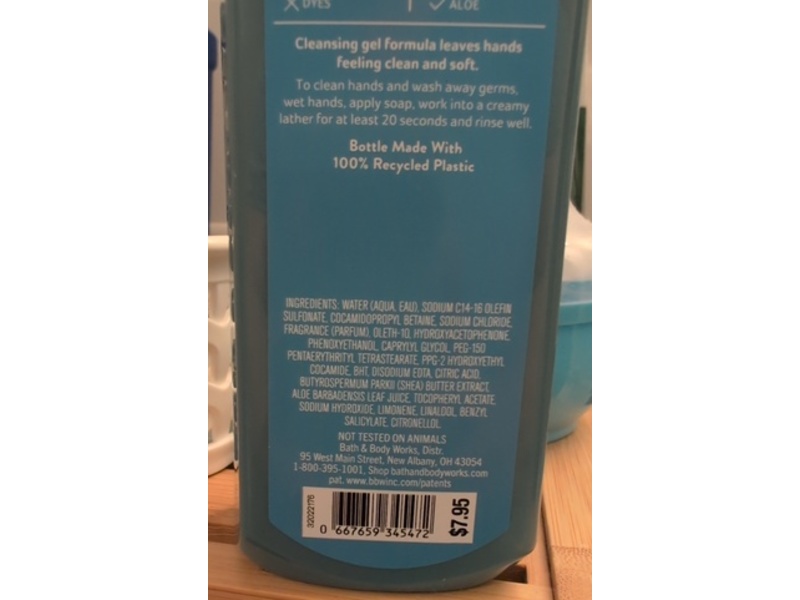 DYES
ALOE
Cleansing gel formula leaves hands
feeling clean and soft.
To clean hands and wash away germs,
wet hands, apply soap, work into a creamy
lather for at least 20 seconds and rinse well.
Bottle Made With
100% Recycled Plastic
INGREDIENTS: WATER (AQUA, EAU), SODIUM C14-16 OLEFIN
SULFONATE, COCAMIDOPROPYL BETAINE, SODIUM CHLORIDE,
FRAGRANCE (PARFUM), OLETH-10, HYDROXYACETOPHENONE,
PHENOXYETHANOL, CAPRYLYL GLYCOL, PEG-150
PENTAERYTHRITYL TETRASTEARATE, PPG-2 HYDROXYETHYL
COCAMIDE, BHT, DISODIUM EDTA, CITRIC ACID,
BUTYROSPERMUM PARKII (SHEA) BUTTER EXTRACT,
ALOE BARBADENSIS LEAF JUICE, TOCOPHERYL ACETATE,
SODIUM HYDROXIDE, LIMONENE, LINALOOL, BENZYL
SALICYLATE, CITRONELLOL.
NOT TESTED ON ANIMALS
Bath & Body Works, Distr.
95 West Main Street, New Albany, OH 43054
1-800-395-1001, Shop bathandbodyworks.com
pat. www.bbwinc.com/patents
0 667659 345472
$7.95